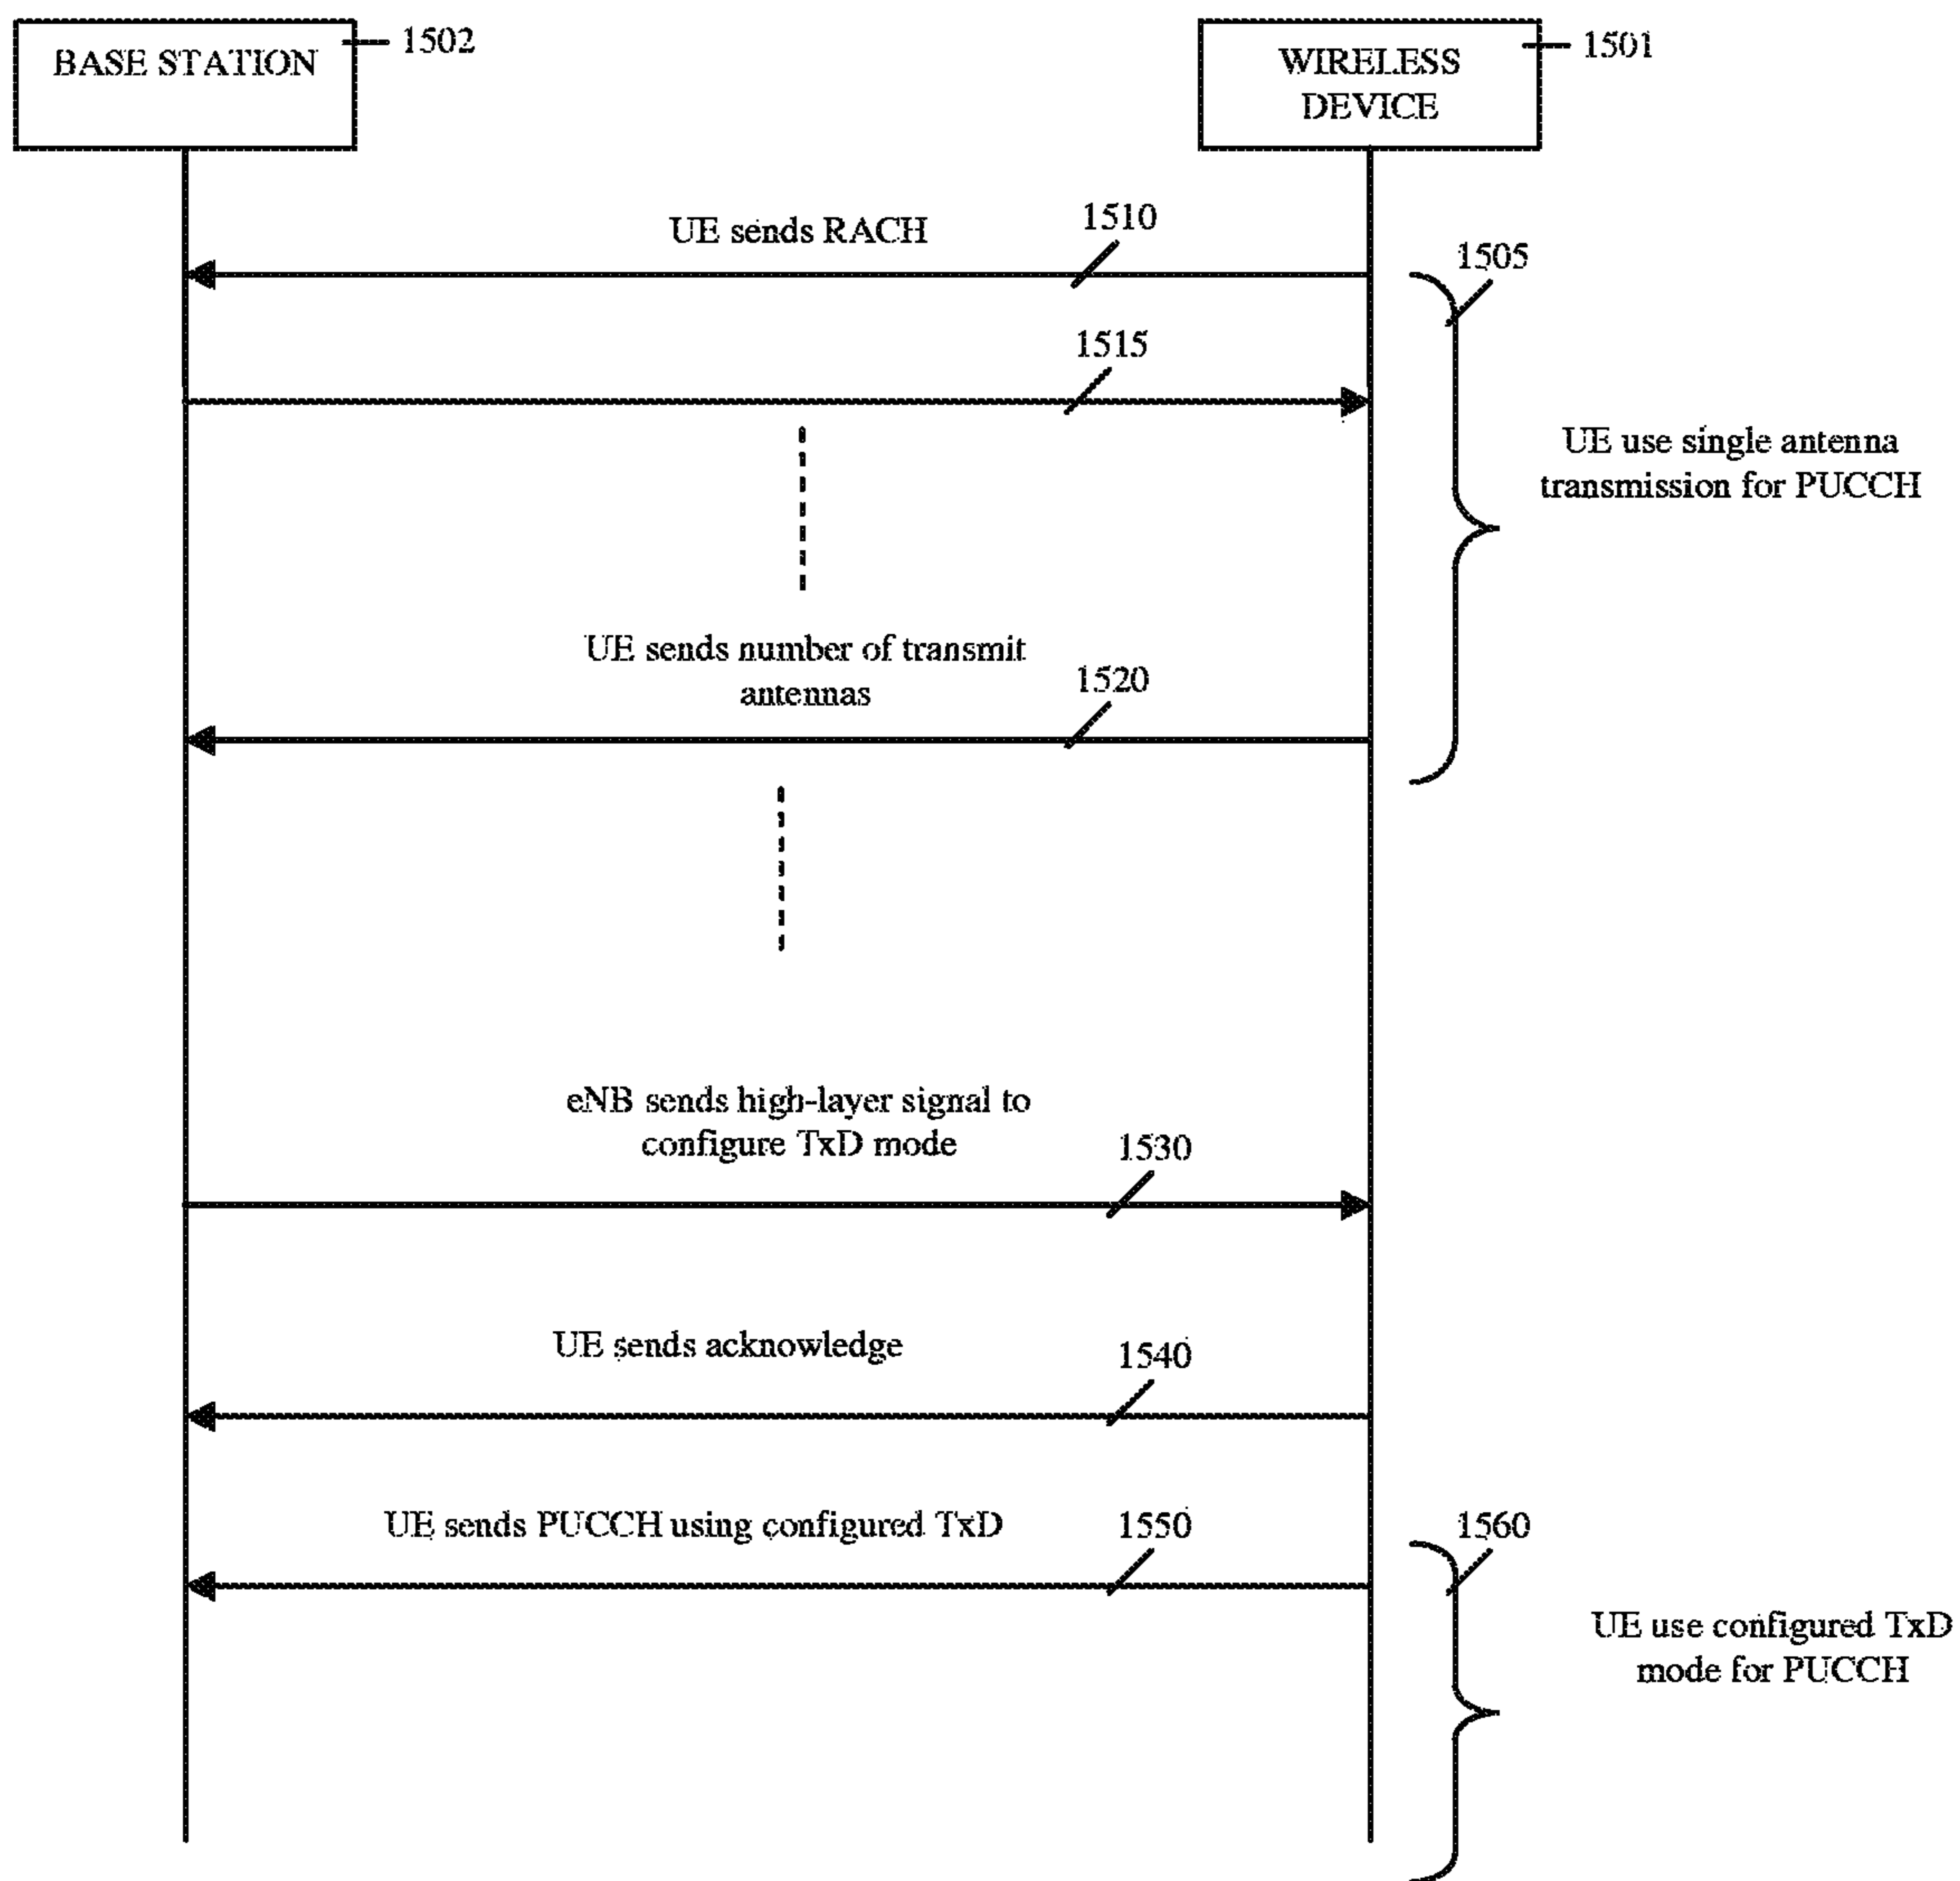 BASE STATION
1502
WIRELESS
DEVICE
1501
UE sends RACH
1510
1505
1515
UE use single antenna
transmission for PUCCH
UE sends number of transmit
antennas
1520
eNB sends high-layer signal to
configure TxD mode
1530
UE sends acknowledge
1540
UE sends PUCCH using configured TxD
1550
1560
UE use configured TxD
mode for PUCCH